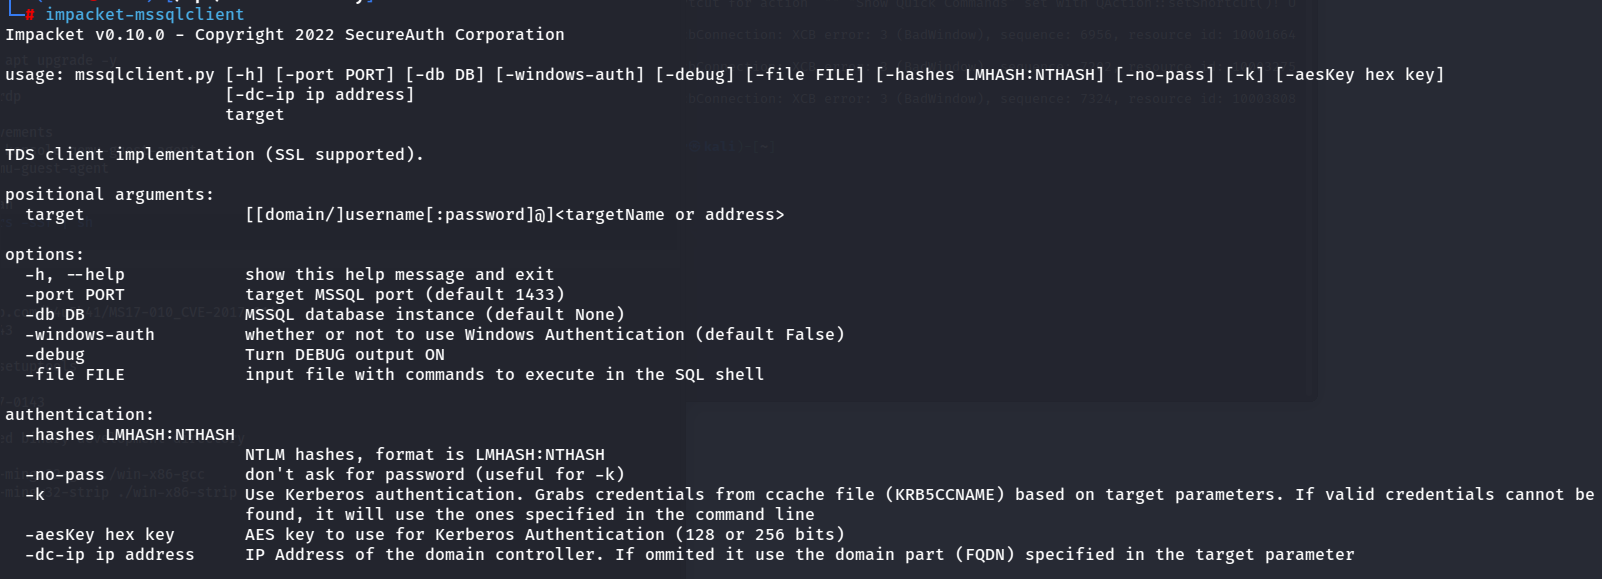 # impacket-mssqlclient
Impacket v0.10.0 - Copyright 2022 SecureAuth Corporation
usage: mssqlclient.py [-h] [-port PORT] [-db DB] [-windows-auth] [-debug] [-file FILE] [-hashes LMHASH:NTHASH] [-no-pass] [-k] [-aesKey hex key]
[-dc-ip ip address]
target
TDS client implementation (SSL supported).
positional arguments:
target [[domain/]username[:password]@]<targetName or address>
options:
-h, --help show this help message and exit
-port PORT target MSSQL port (default 1433)
-db DB MSSQL database instance (default None)
-windows-auth whether or not to use Windows Authentication (default False)
-debug Turn DEBUG output ON
-file FILE input file with commands to execute in the SQL shell
authentication:
-hashes LMHASH:NTHASH
NTLM hashes, format is LMHASH:NTHASH
-no-pass don't ask for password (useful for -k)
-k Use Kerberos authentication. Grabs credentials from ccache file (KRB5CCNAME) based on target parameters. If valid credentials cannot be
found, it will use the ones specified in the command line
-aesKey hex key AES key to use for Kerberos Authentication (128 or 256 bits)
-dc-ip ip address IP Address of the domain controller. If ommited it use the domain part (FQDN) specified in the target parameter